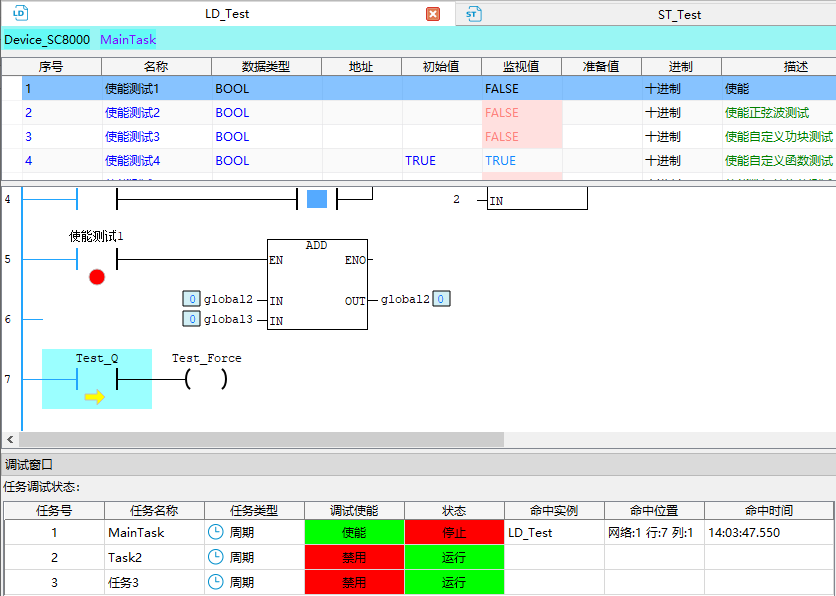 LD LD_Test ST ST_Test
Device_SC8000 MainTask
序号 名称 数据类型 地址 初始值 监视值 准备值 进制 描述
1 使能测试1 BOOL FALSE 十进制 使能
2 使能测试2 BOOL FALSE 十进制 使能正弦波测试
3 使能测试3 BOOL FALSE 十进制 使能自定义功块测试
4 使能测试4 BOOL TRUE TRUE 十进制 使能自定义函数测试
4 2 IN
使能测试1
ADD
5 EN ENO
0 global2 IN OUT global2 0
6 0 global3 IN
Test_Q Test_Force
7
调试窗口
任务调试状态:
任务号 任务名称 任务类型 调试使能 状态 命中实例 命中位置 命中时间
1 MainTask 周期 使能 停止 LD_Test 网络:1 行:7 列:1 14:03:47.550
2 Task2 周期 禁用 运行
3 任务3 周期 禁用 运行